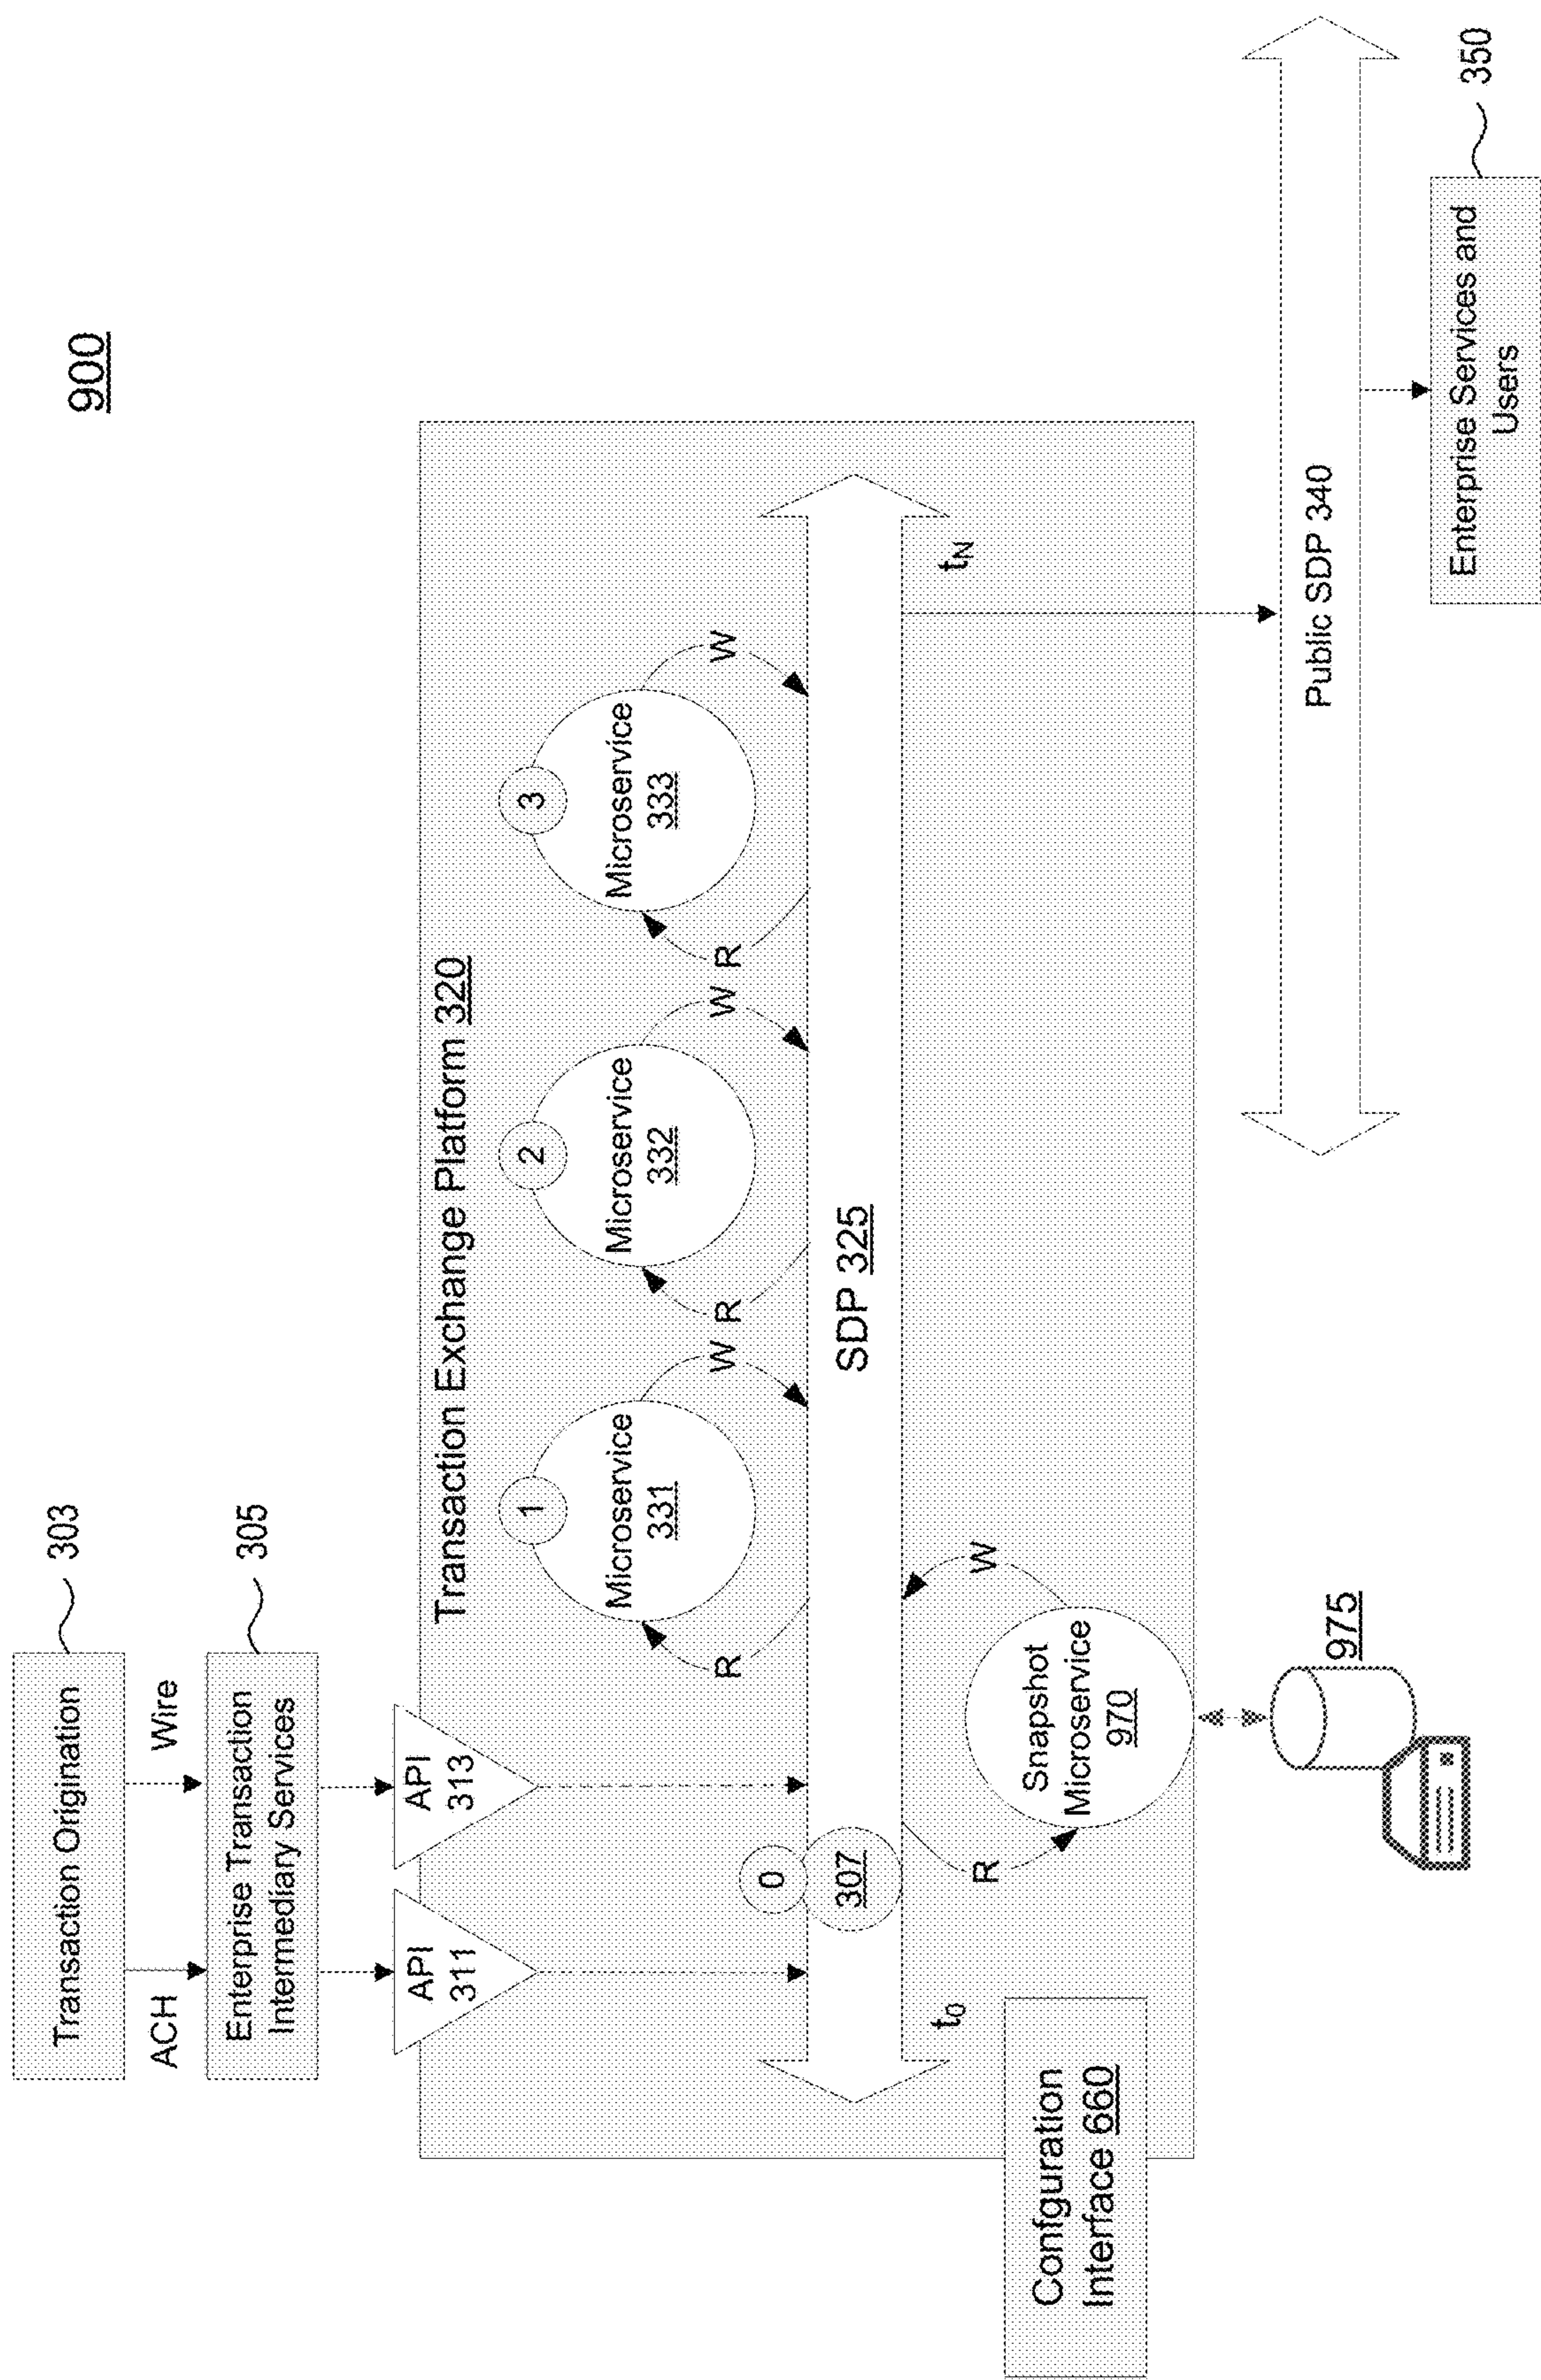 900
Transaction Origination
303
ACH
Wire
Enterprise Transaction
Intermediary Services
305
API
311
API
313
Transaction Exchange Platform 320
1
Microservice
331
R
W
2
Microservice
332
R
W
3
Microservice
333
R
W
0
307
SDP 325
t0
tN
R
W
Snapshot
Microservice
970
975
Confguration
Interface 660
Public SDP 340
Enterprise Services and
Users
350